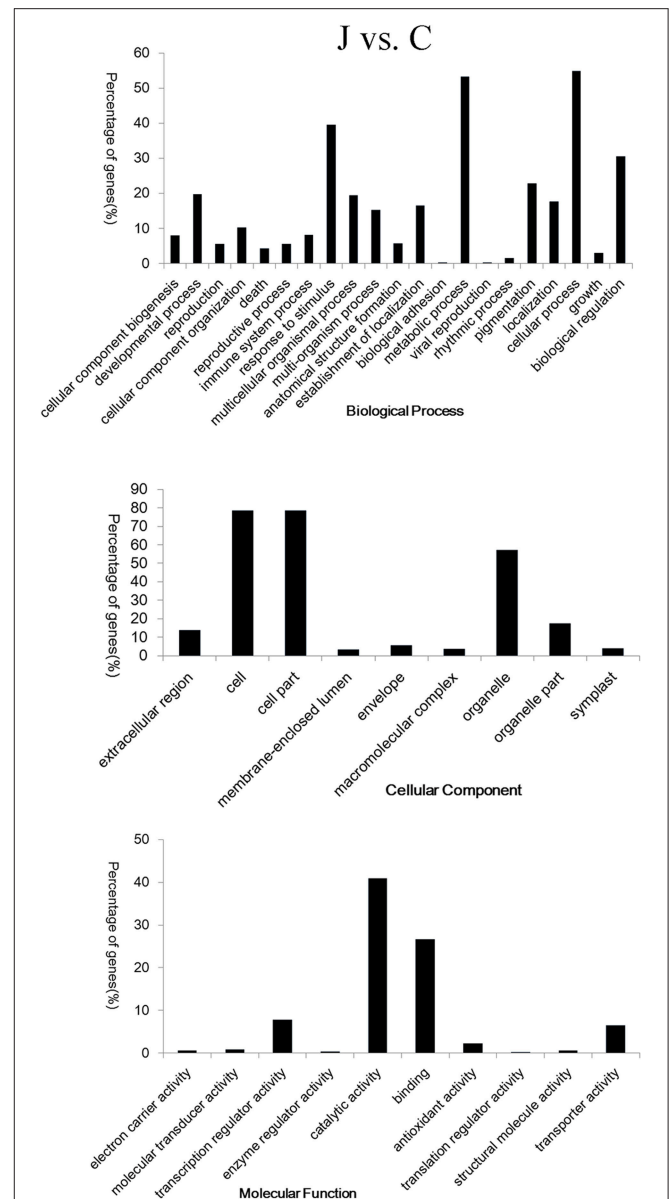 J vs. C
Percentage of genes(%)
60
50
40
30
20
10
0
cellular component biogenesis
developmental process
reproduction
cellular component organization
death
reproductive process
immune system process
response to stimulus
multicellular organismal process
multi-organism process
anatomical structure formation
establishment of localization
biological adhesion
metabolic process
viral reproduction
rhythmic process
pigmentation
localization
cellular process
growth
biological regulation
Biological Process
Percentage of genes(%)
90
80
70
60
50
40
30
20
10
0
extracellular region
cell
cell part
membrane-enclosed lumen
envelope
macromolecular complex
organelle
organelle part
symplast
Cellular Component
Percentage of genes(%)
50
40
30
20
10
0
electron carrier activity
molecular transducer activity
transcription regulator activity
enzyme regulator activity
catalytic activity
binding
antioxidant activity
translation regulator activity
structural molecule activity
transporter activity
Molecular Function